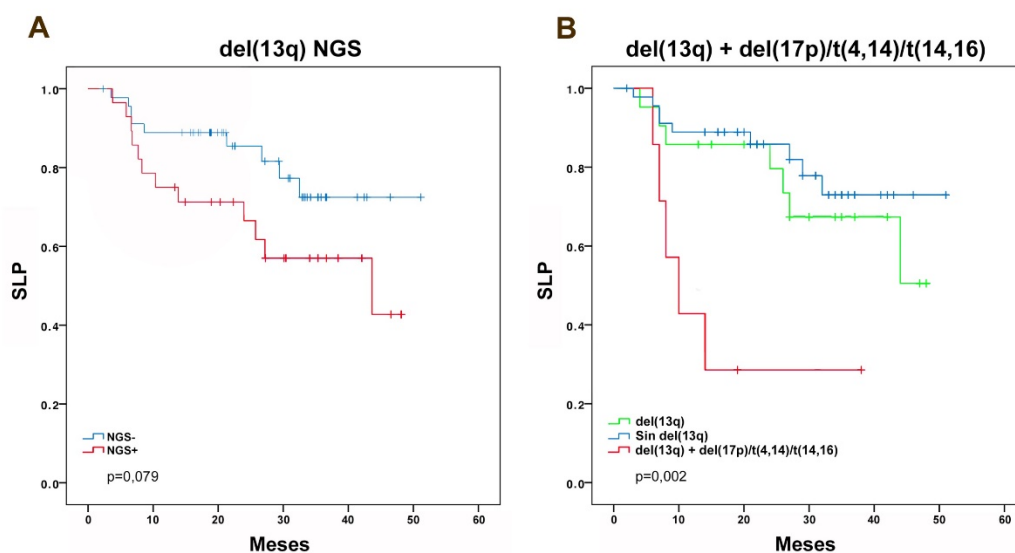 A
del(13q) NGS
1.0
0.8
0.6
0.4
0.2
0.0
SLP
NGS-
NGS+
p=0,079
0 10 20 30 40 50 60
Meses
B
del(13q) + del(17p)/t(4,14)/t(14,16)
1.0
0.8
0.6
0.4
0.2
0.0
SLP
del(13q)
Sin del(13q)
del(13q) + del(17p)/t(4,14)/t(14,16)
p=0,002
0 10 20 30 40 50 60
Meses